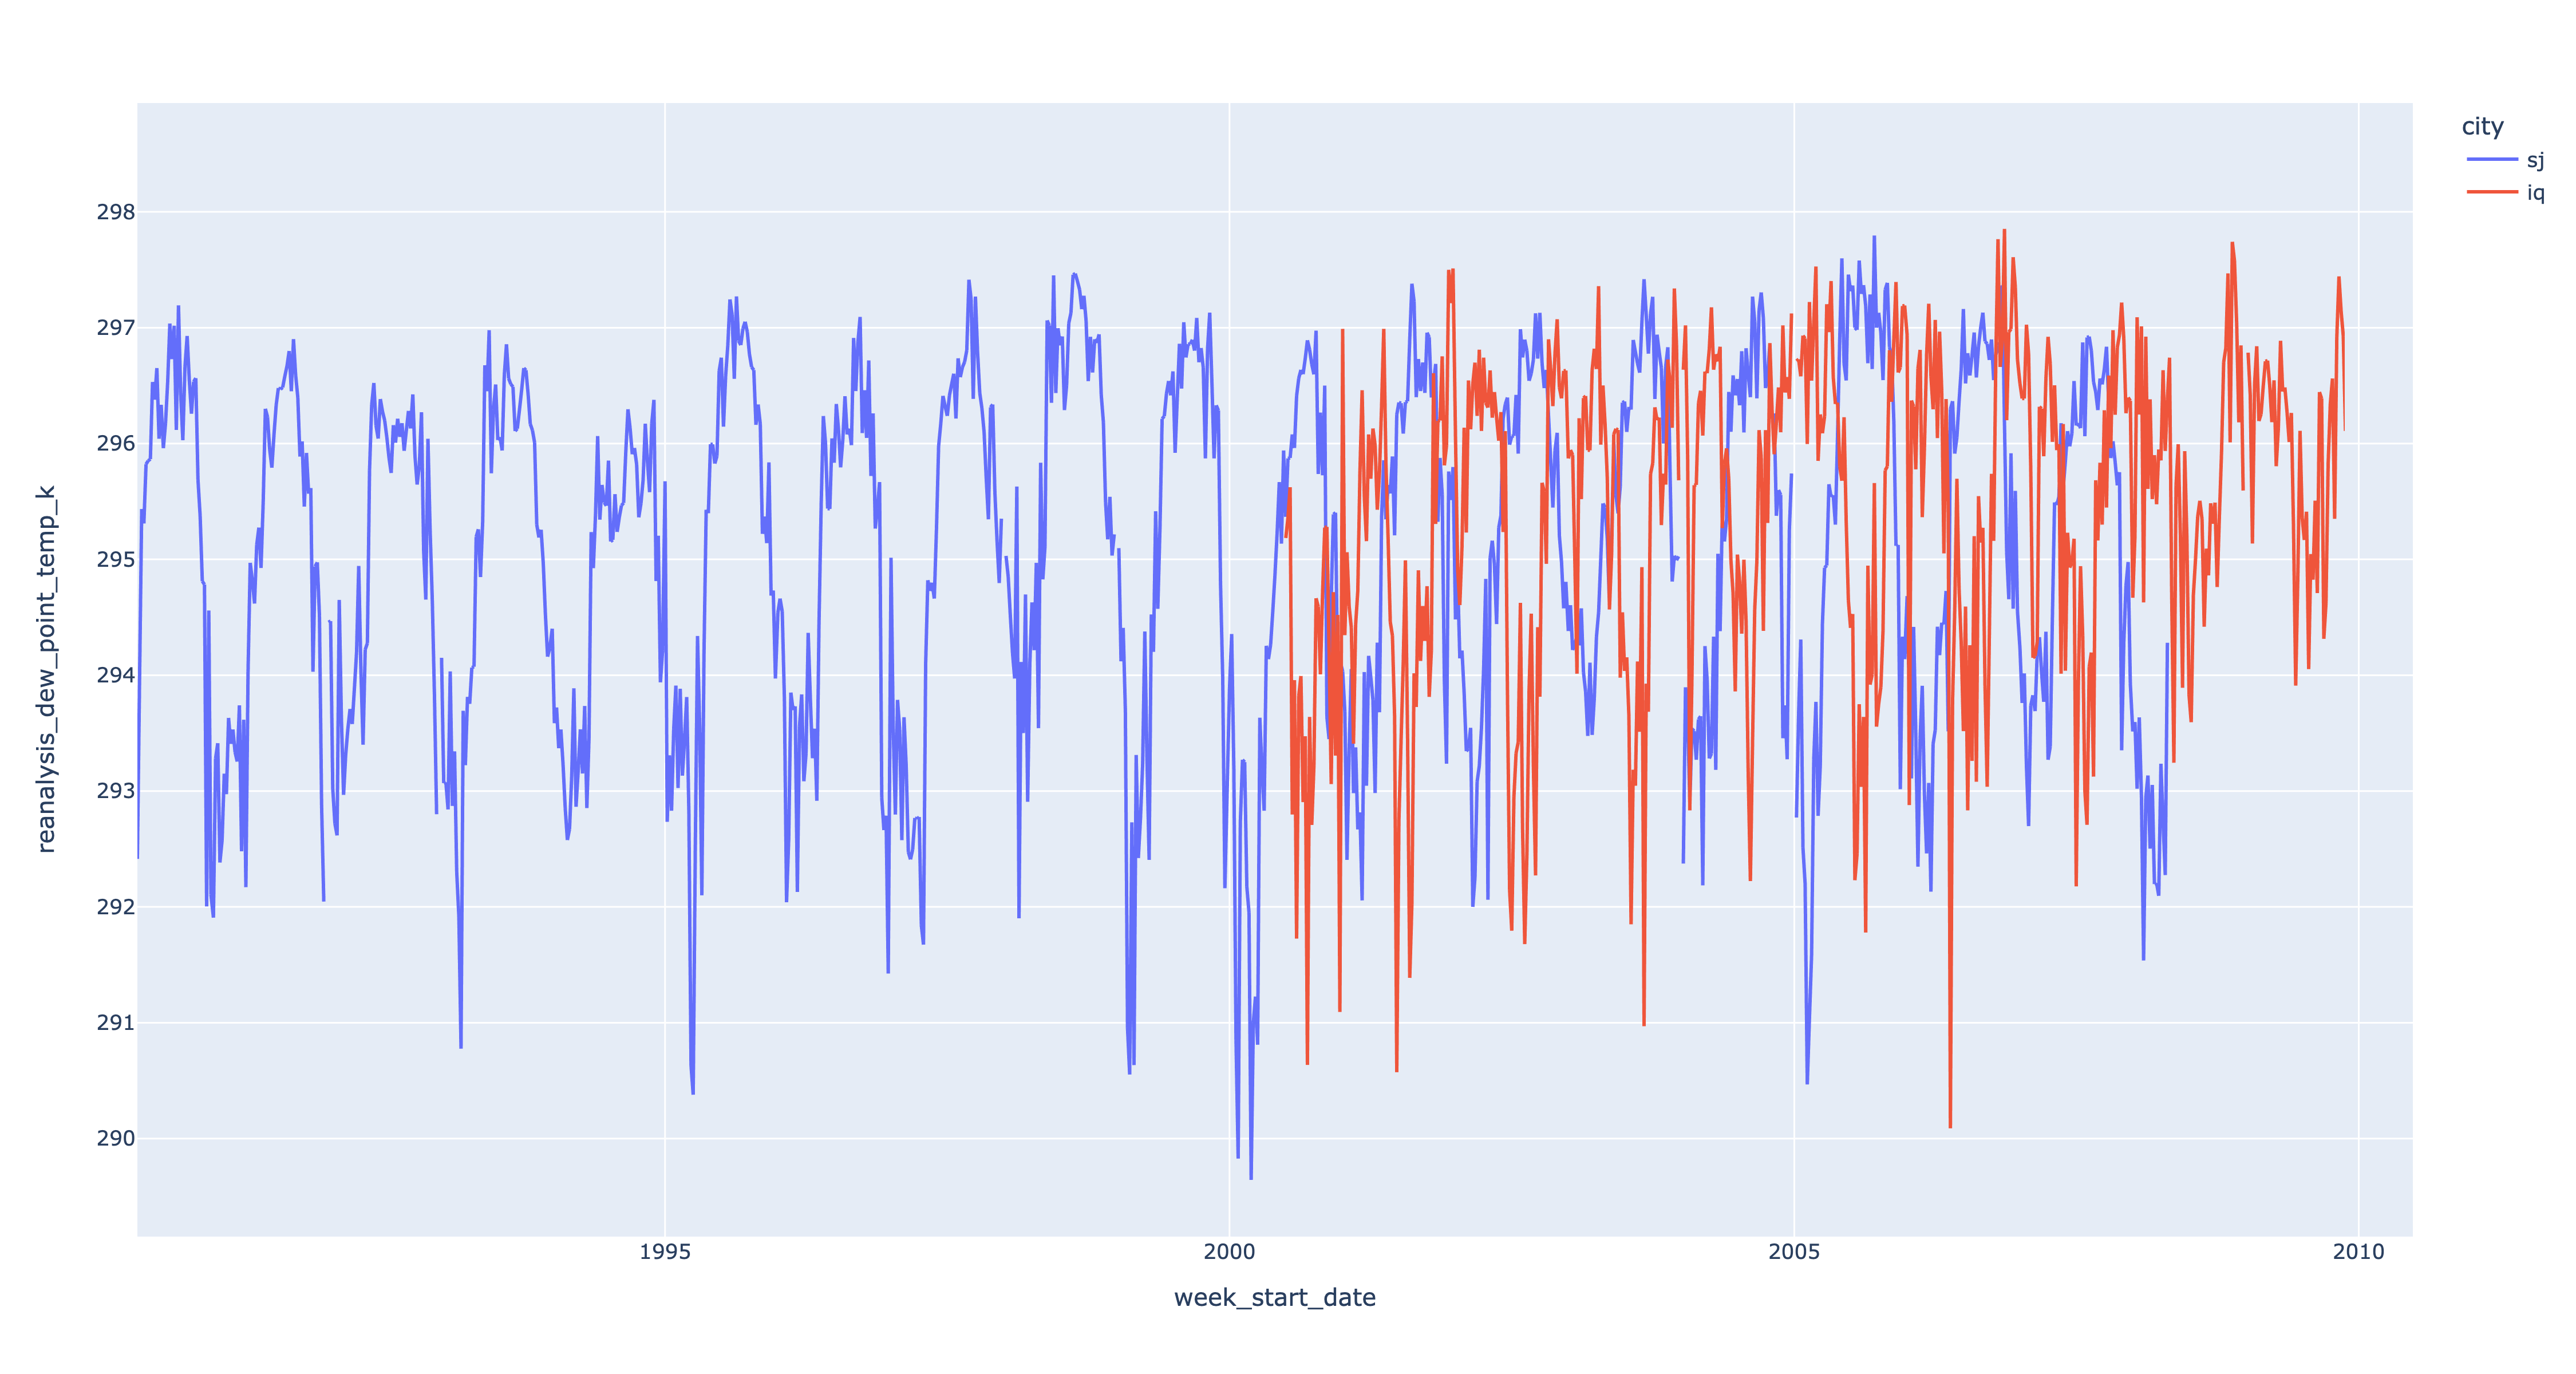 city
sj
iq
298
297
296
295
294
293
292
291
290
reanalysis_dew_point_temp_k
1995
2000
2005
2010
week_start_date